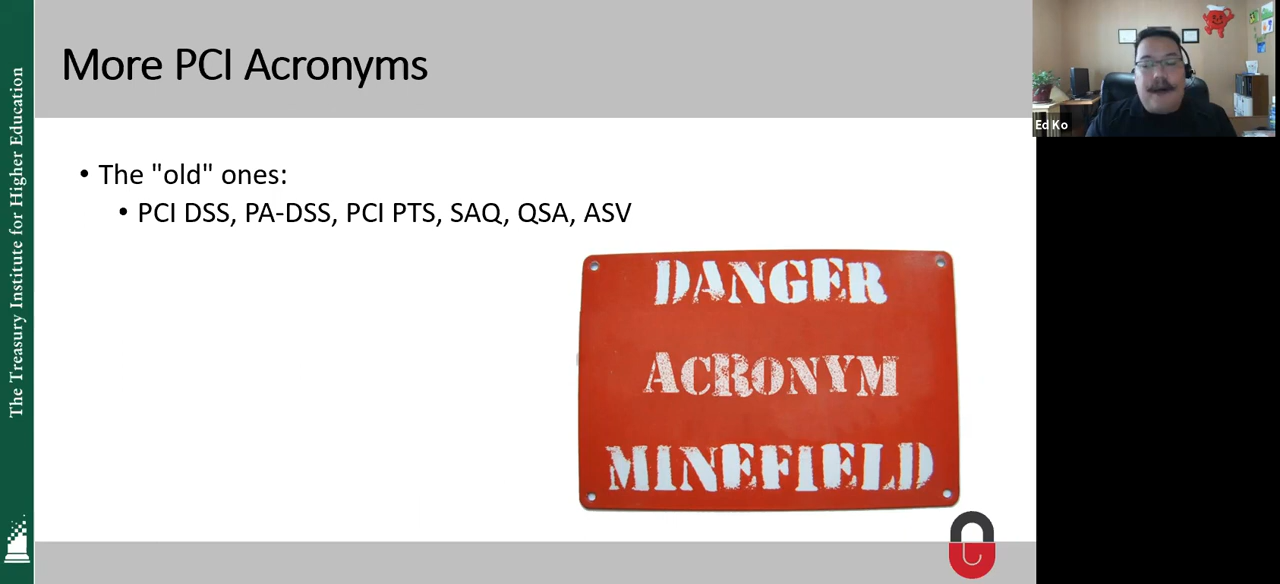 More PCI Acronyms
The Treasury Institute for Higher Education
• The "old" ones:
• PCI DSS, PA-DSS, PCI PTS, SAQ, QSA, ASV
DANGER
ACRONYM
MINEFIELD
Ed Ko